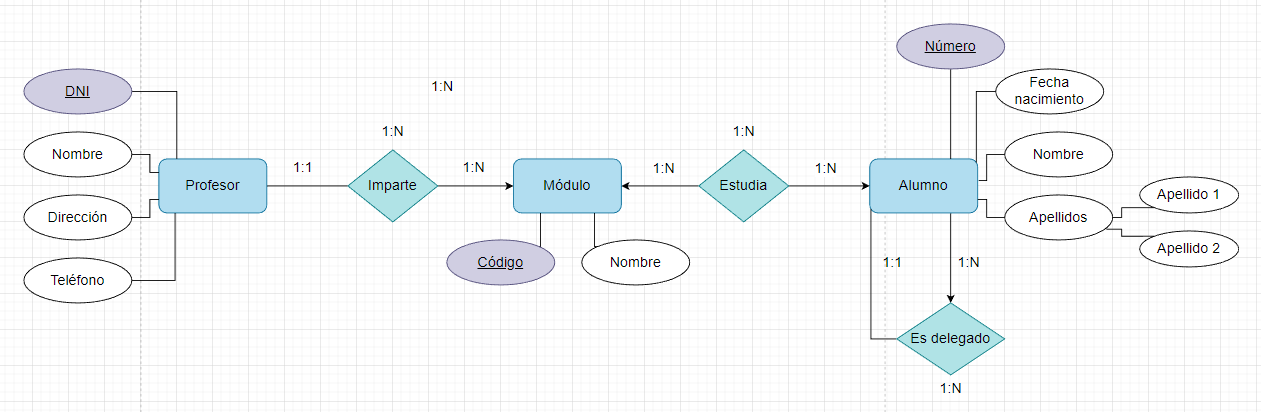 Número
1:N
DNI
Fecha
nacimiento
1:N
1:N
Nombre
Nombre
1:1
1:N
1:N
1:N
Profesor
Imparte
Módulo
Estudia
Alumno
Apellido 1
Dirección
Apellidos
Apellido 2
Código
Nombre
1:1
1:N
Teléfono
Es delegado
1:N